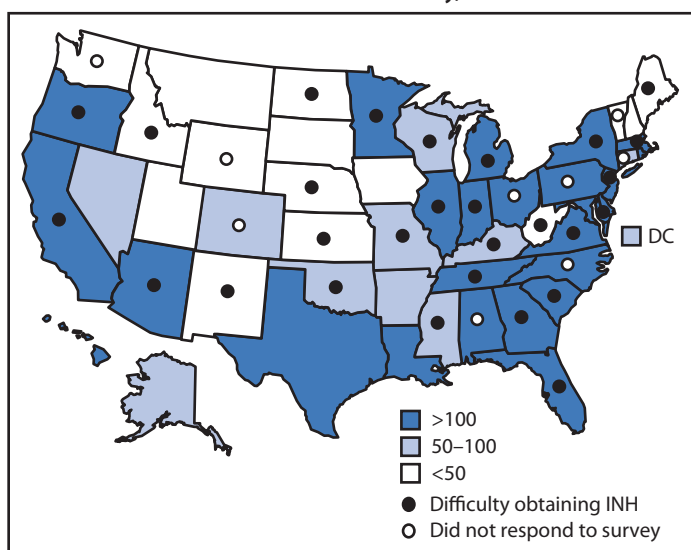 DC
>100
50–100
<50
Difficulty obtaining INH
Did not respond to survey